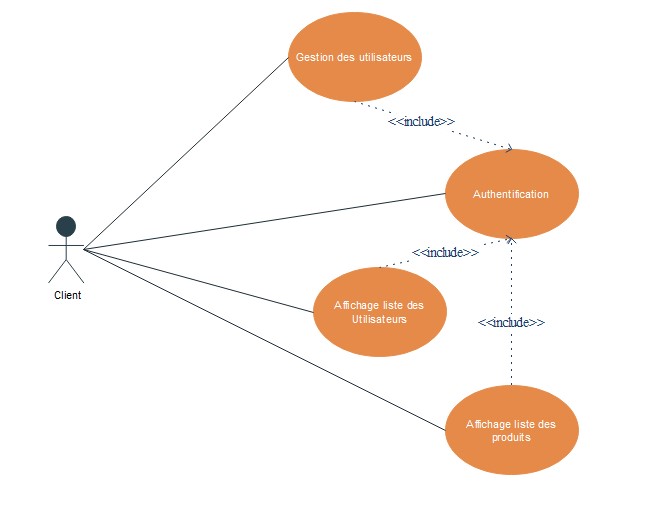 Gestion des utilisateurs
<<include>>
Authentification
<<include>>
Client
Affichage liste des
Utilisateurs
<<include>>
Affichage liste des
produits